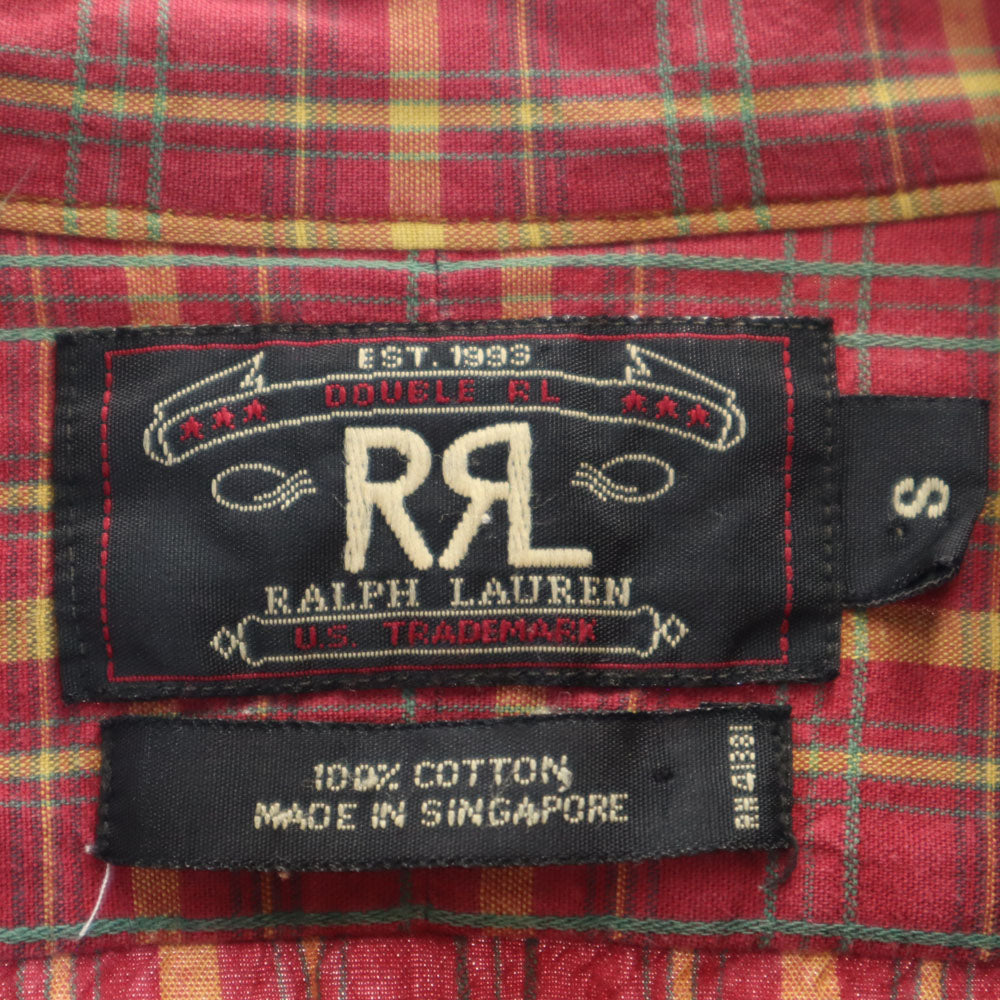 EST. 1993
DOUBLE RL
RRL
RALPH LAUREN
U.S. TRADEMARK
S
100% COTTON
MADE IN SINGAPORE